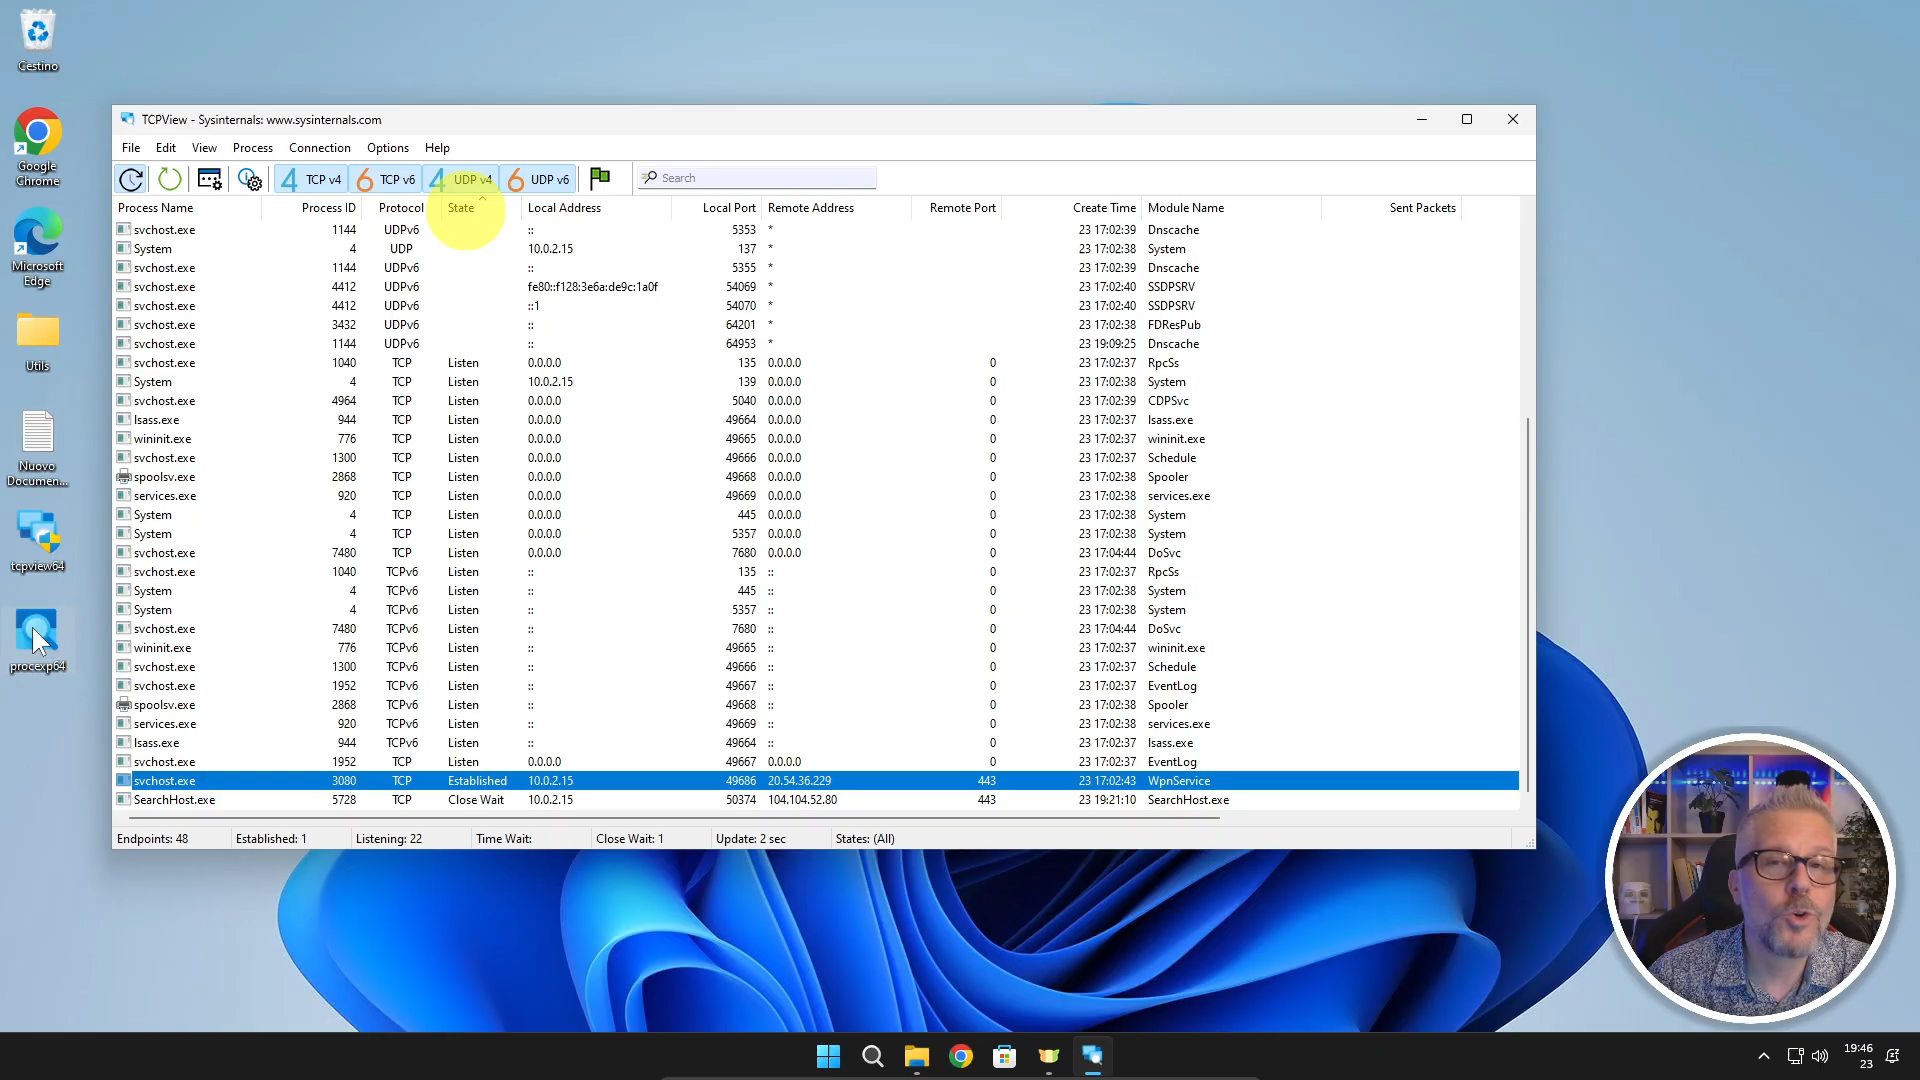 Cestino
Google
Chrome
Microsoft
Edge
Utils
Nuovo
Documen...
tcpview64
procexp64
TCPView - Sysinternals: www.sysinternals.com
File Edit View Process Connection Options Help
4 TCP v4 6 TCP v6 4 UDP v4 6 UDP v6 Search
Process Name Process ID Protocol State Local Address Local Port Remote Address Remote Port Create Time Module Name Sent Packets
svchost.exe 1144 UDPv6 :: 5353 * 23 17:02:39 Dnscache
System 4 UDP 10.0.2.15 137 * 23 17:02:38 System
svchost.exe 1144 UDPv6 :: 5355 * 23 17:02:39 Dnscache
svchost.exe 4412 UDPv6 fe80::f128:3e6a:de9c:1a0f 54069 * 23 17:02:40 SSDPSRV
svchost.exe 4412 UDPv6 ::1 54070 * 23 17:02:40 SSDPSRV
svchost.exe 3432 UDPv6 :: 64201 * 23 17:02:38 FDResPub
svchost.exe 1144 UDPv6 :: 64953 * 23 19:09:25 Dnscache
svchost.exe 1040 TCP Listen 0.0.0.0 135 0.0.0.0 0 23 17:02:37 RpcSs
System 4 TCP Listen 10.0.2.15 139 0.0.0.0 0 23 17:02:38 System
svchost.exe 4964 TCP Listen 0.0.0.0 5040 0.0.0.0 0 23 17:02:39 CDPSvc
lsass.exe 944 TCP Listen 0.0.0.0 49664 0.0.0.0 0 23 17:02:37 lsass.exe
wininit.exe 776 TCP Listen 0.0.0.0 49665 0.0.0.0 0 23 17:02:37 wininit.exe
svchost.exe 1300 TCP Listen 0.0.0.0 49666 0.0.0.0 0 23 17:02:37 Schedule
spoolsv.exe 2868 TCP Listen 0.0.0.0 49668 0.0.0.0 0 23 17:02:38 Spooler
services.exe 920 TCP Listen 0.0.0.0 49669 0.0.0.0 0 23 17:02:38 services.exe
System 4 TCP Listen 0.0.0.0 445 0.0.0.0 0 23 17:02:38 System
System 4 TCP Listen 0.0.0.0 5357 0.0.0.0 0 23 17:02:38 System
svchost.exe 7480 TCP Listen 0.0.0.0 7680 0.0.0.0 0 23 17:04:44 DoSvc
svchost.exe 1040 TCPv6 Listen :: 135 :: 0 23 17:02:37 RpcSs
System 4 TCPv6 Listen :: 445 :: 0 23 17:02:38 System
System 4 TCPv6 Listen :: 5357 :: 0 23 17:02:38 System
svchost.exe 7480 TCPv6 Listen :: 7680 :: 0 23 17:04:44 DoSvc
wininit.exe 776 TCPv6 Listen :: 49665 :: 0 23 17:02:37 wininit.exe
svchost.exe 1300 TCPv6 Listen :: 49666 :: 0 23 17:02:37 Schedule
svchost.exe 1952 TCPv6 Listen :: 49667 :: 0 23 17:02:37 EventLog
spoolsv.exe 2868 TCPv6 Listen :: 49668 :: 0 23 17:02:38 Spooler
services.exe 920 TCPv6 Listen :: 49669 :: 0 23 17:02:38 services.exe
lsass.exe 944 TCPv6 Listen :: 49664 :: 0 23 17:02:37 lsass.exe
svchost.exe 1952 TCP Listen 0.0.0.0 49667 0.0.0.0 0 23 17:02:37 EventLog
svchost.exe 3080 TCP Established 10.0.2.15 49686 20.54.36.229 443 23 17:02:43 WpnService
SearchHost.exe 5728 TCP Close Wait 10.0.2.15 50374 104.104.52.80 443 23 19:21:10 SearchHost.exe
Endpoints: 48 Established: 1 Listening: 22 Time Wait: Close Wait: 1 Update: 2 sec States: (All)
19:46
23